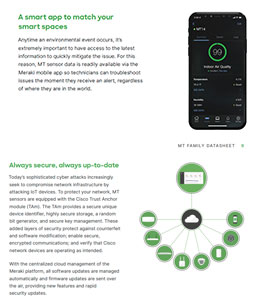 A smart app to match your
smart spaces
Anytime an environmental event occurs, it's
extremely important to have access to the latest
information to quickly mitigate the issue. For this
reason, MT sensor data is readily available via the
Meraki mobile app so technicians can troubleshoot
issues the moment they receive an alert, regardless
of where they are in the world.
MT14
99
Indoor Air Quality
MT FAMILY DATASHEET
Always secure, always up-to-date
Today's sophisticated cyber attacks increasingly
seek to compromise network infrastructure by
attacking IoT devices. To protect your network, MT
sensors are equipped with the Cisco Trust Anchor
module (TAm). The TAm provides a secure unique
device identifier, highly secure storage, a random
bit generator, and secure key management. These
added layers of security protect against counterfeit
and software modification; enable secure,
encrypted communications; and verify that Cisco
network devices are operating as intended.
With the centralized cloud management of the
Meraki platform, all software updates are managed
automatically and firmware updates are sent over
the air, providing new features and rapid
security updates.